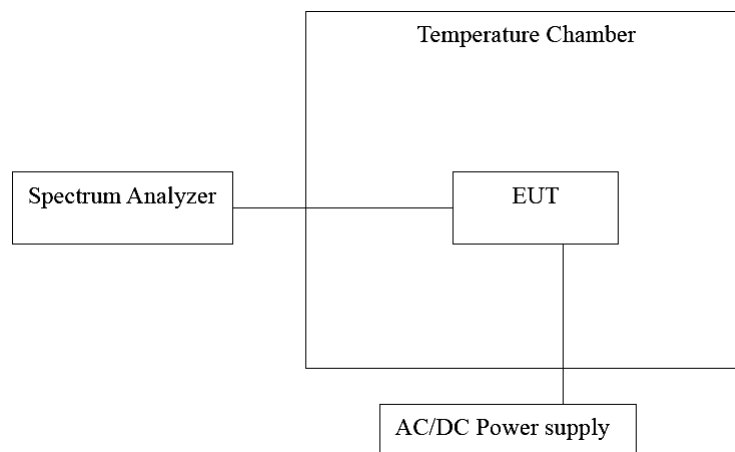 Temperature Chamber
Spectrum Analyzer
EUT
AC/DC Power supply